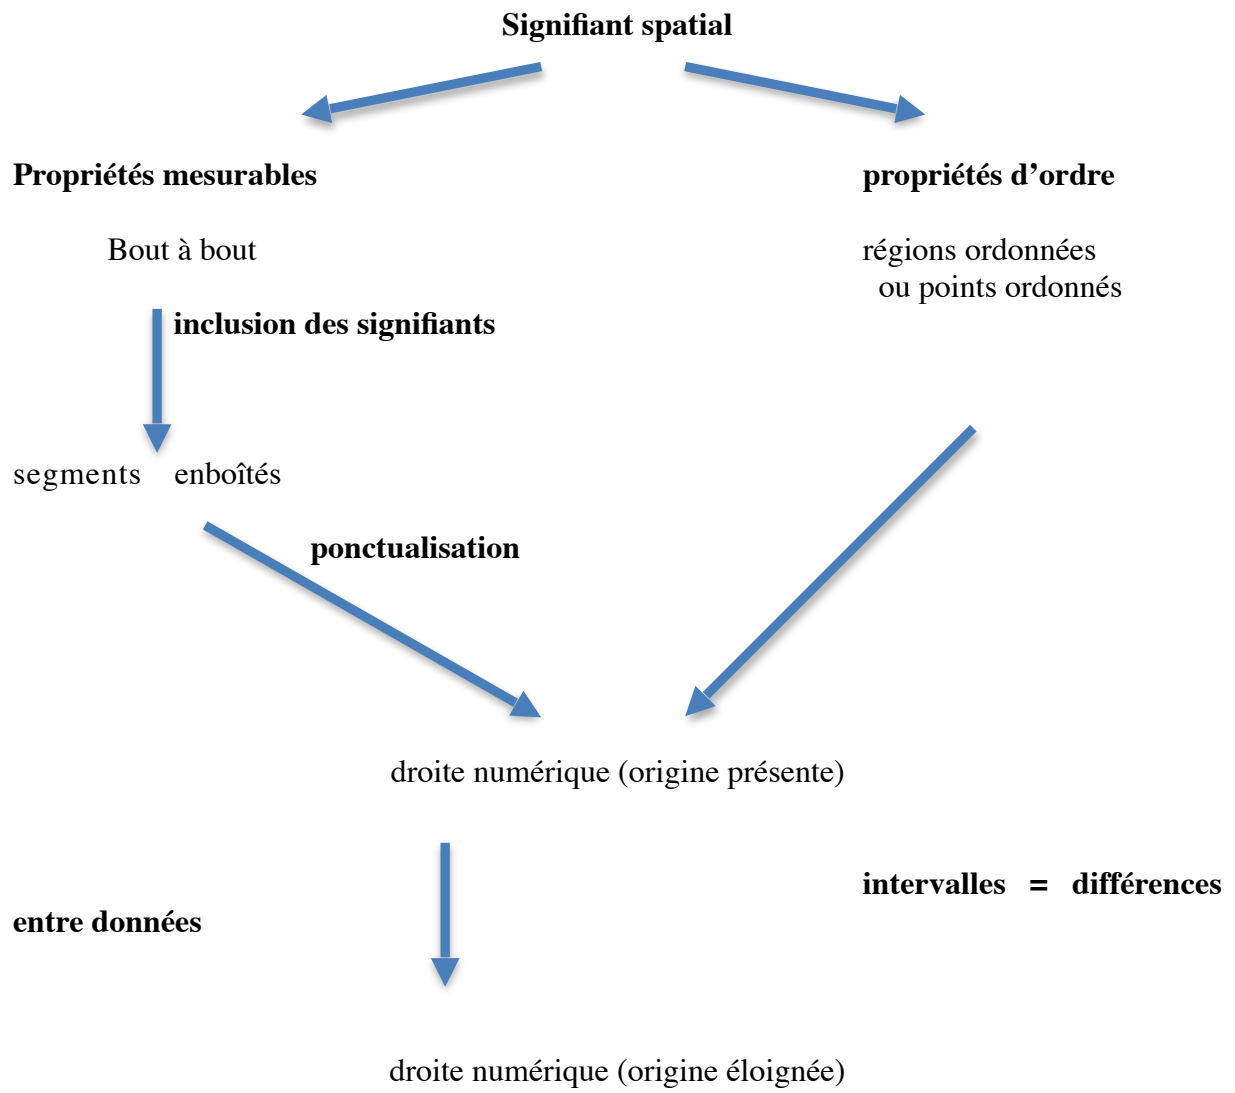 Signifiant spatial
Propriétés mesurables propriétés d’ordre
Bout à bout régions ordonnées
ou points ordonnés
inclusion des signifiants
segments enboîtés
ponctualisation
droite numérique (origine présente)
intervalles = différences
entre données
droite numérique (origine éloignée)